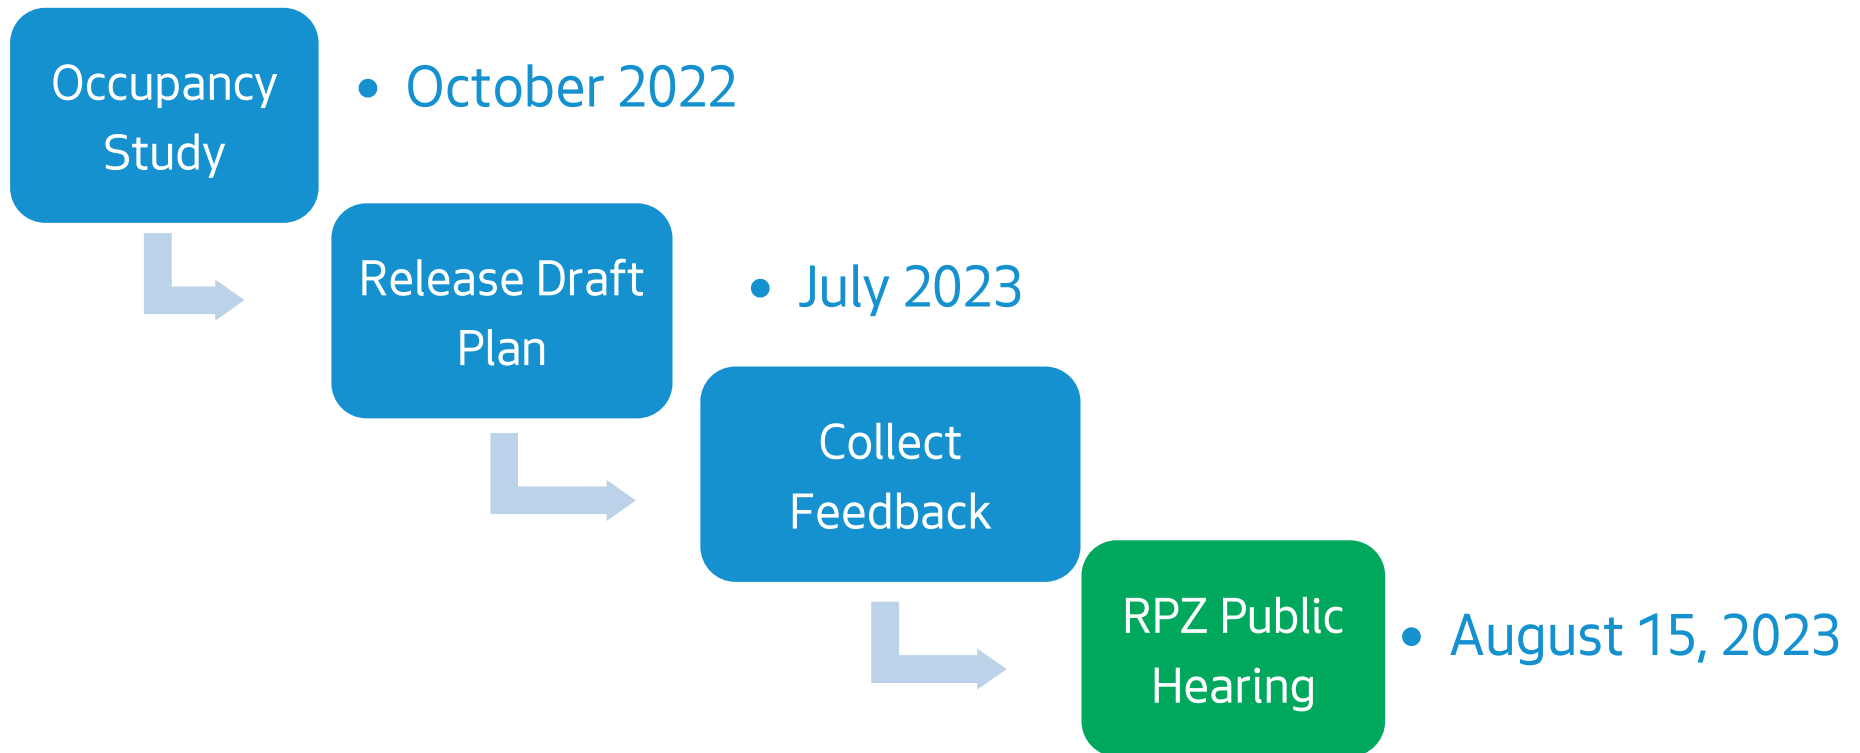 Occupancy
Study
• October 2022
Release Draft
Plan
• July 2023
Collect
Feedback
RPZ Public
Hearing
• August 15, 2023